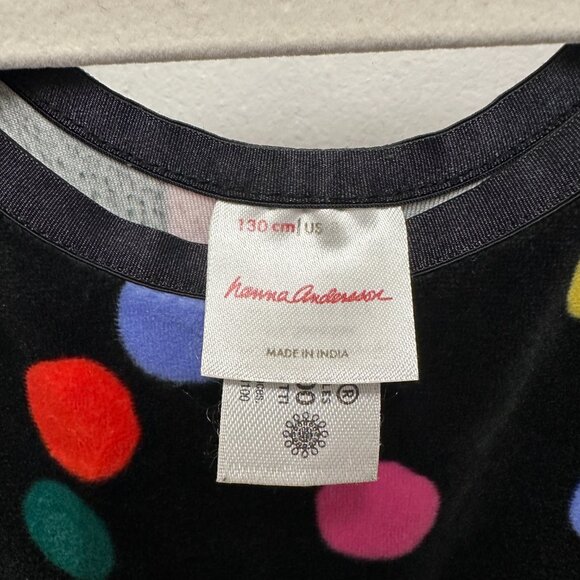 130 cm/US
hanna andersson
MADE IN INDIA
®